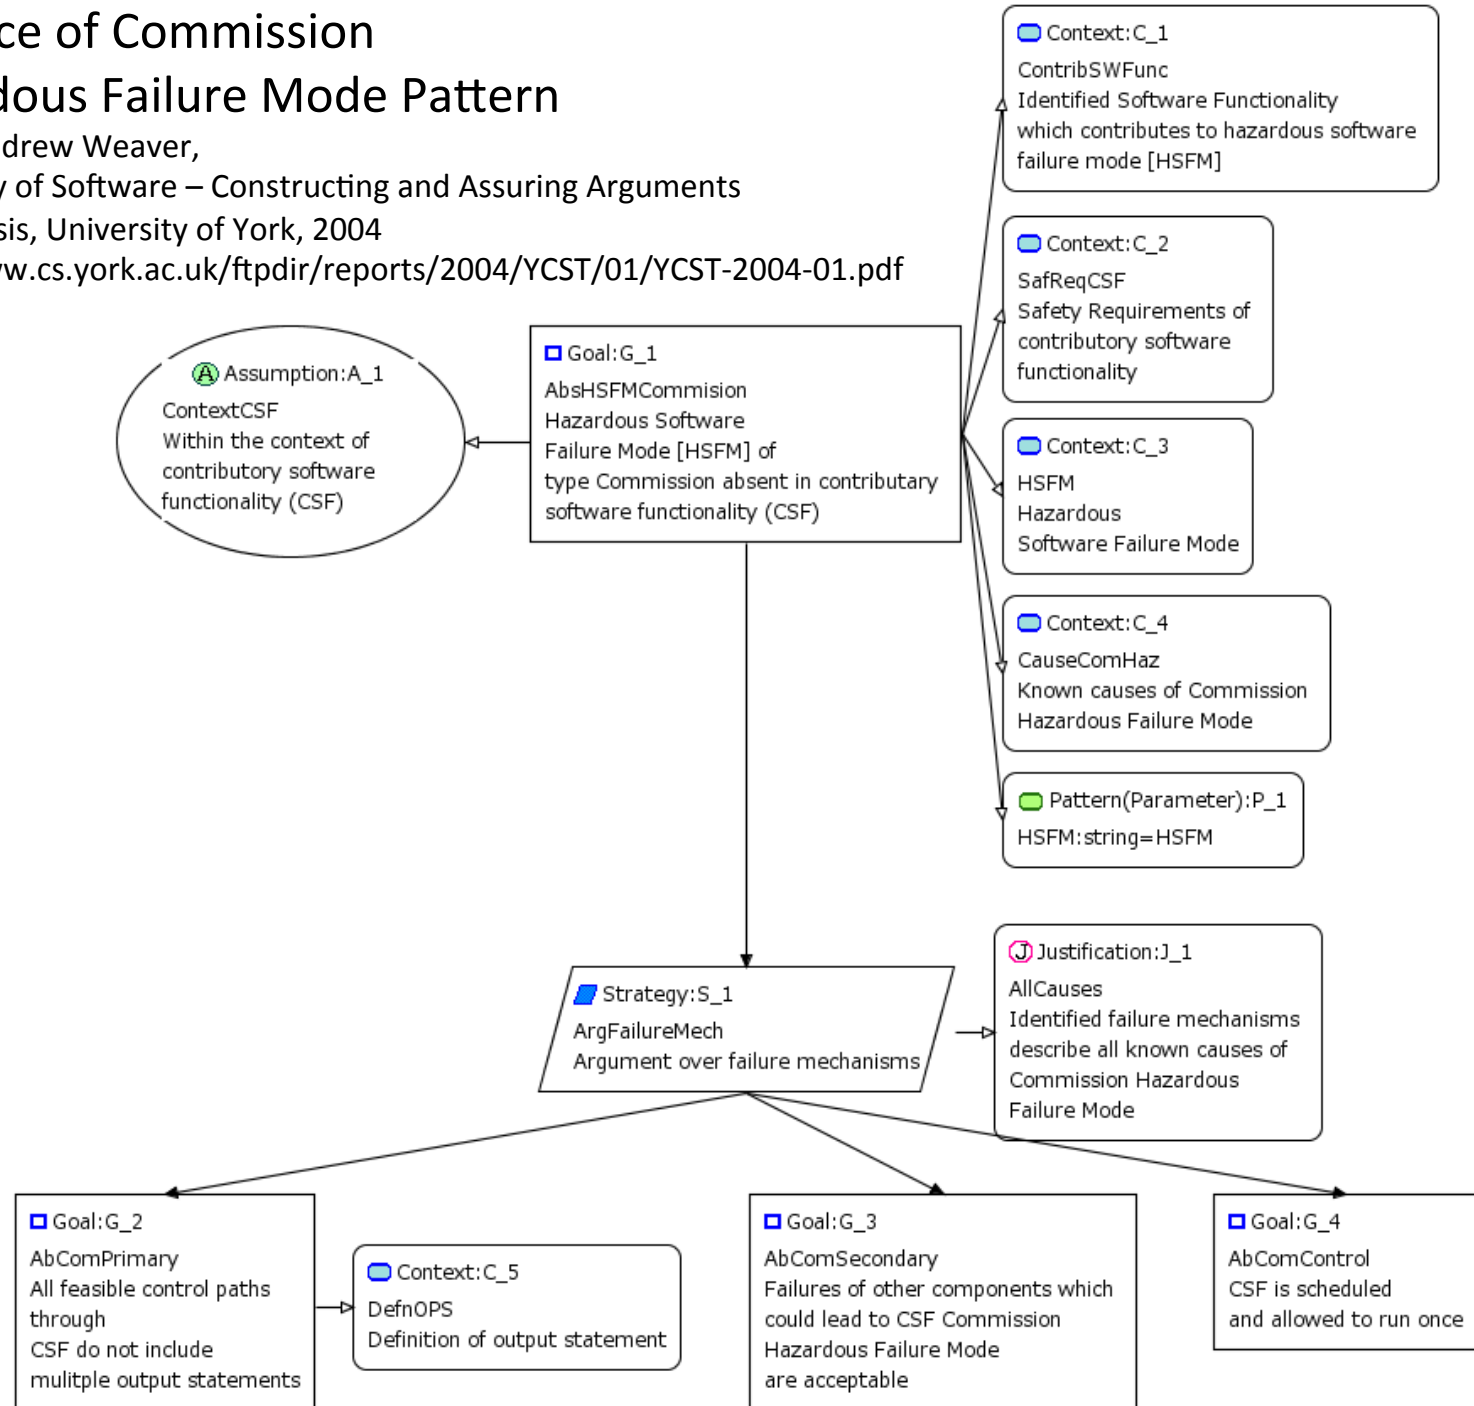 ce of Commission
dous Failure Mode Pattern
drew Weaver,
y of Software – Constructing and Assuring Arguments
sis, University of York, 2004
ww.cs.york.ac.uk/ftpdir/reports/2004/YCST/01/YCST-2004-01.pdf
Context:C_1
ContribSWFunc
Identified Software Functionality
which contributes to hazardous software
failure mode [HSFM]
Context:C_2
SafReqCSF
Safety Requirements of
contributory software
functionality
A Assumption:A_1
ContextCSF
Within the context of
contributory software
functionality (CSF)
Goal:G_1
AbsHSFMCommision
Hazardous Software
Failure Mode [HSFM] of
type Commission absent in contributary
software functionality (CSF)
Context:C_3
HSFM
Hazardous
Software Failure Mode
Context:C_4
CauseComHaz
Known causes of Commission
Hazardous Failure Mode
Pattern(Parameter):P_1
HSFM:string=HSFM
Strategy:S_1
ArgFailureMech
Argument over failure mechanisms
J Justification:J_1
AllCauses
Identified failure mechanisms
describe all known causes of
Commission Hazardous
Failure Mode
Goal:G_2
AbComPrimary
All feasible control paths
through
CSF do not include
mulitple output statements
Context:C_5
DefnOPS
Definition of output statement
Goal:G_3
AbComSecondary
Failures of other components which
could lead to CSF Commission
Hazardous Failure Mode
are acceptable
Goal:G_4
AbComControl
CSF is scheduled
and allowed to run once